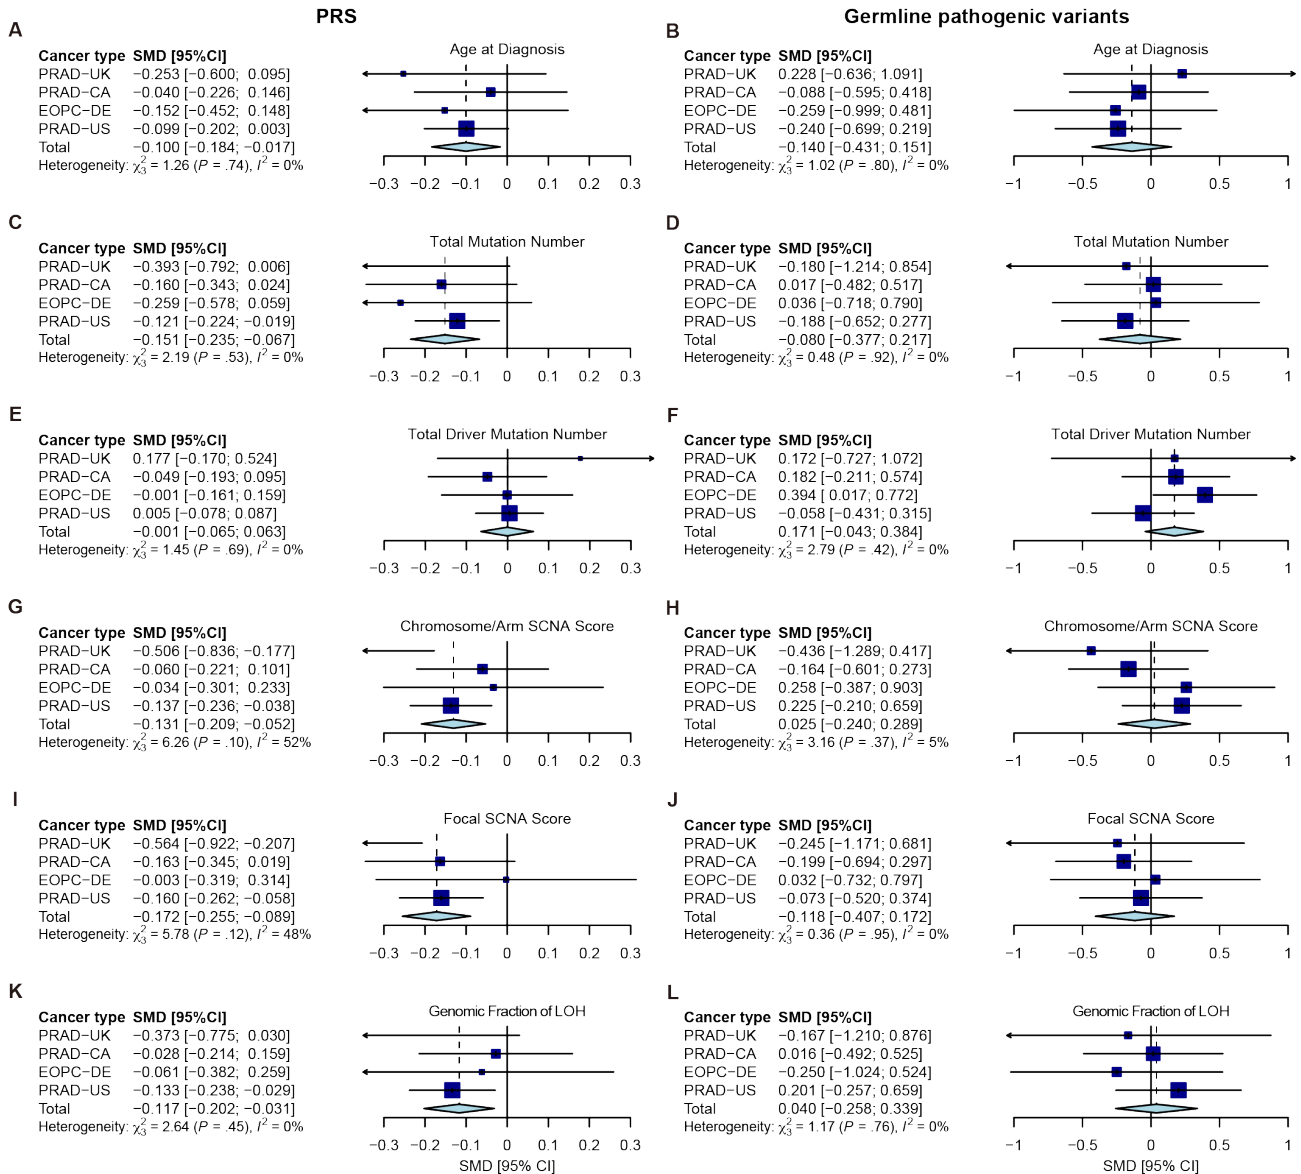 PRS
Germline pathogenic variants
A
Age at Diagnosis
Cancer type SMD [95%CI]
PRAD−UK −0.253 [−0.600; 0.095]
PRAD−CA −0.040 [−0.226; 0.146]
EOPC−DE −0.152 [−0.452; 0.148]
PRAD−US −0.099 [−0.202; 0.003]
Total −0.100 [−0.184; −0.017]
Heterogeneity: χ²₃ = 1.26 (P = .74), I² = 0%
−0.3 −0.2 −0.1 0 0.1 0.2 0.3
B
Age at Diagnosis
Cancer type SMD [95%CI]
PRAD−UK 0.228 [−0.636; 1.091]
PRAD−CA −0.088 [−0.595; 0.418]
EOPC−DE −0.259 [−0.999; 0.481]
PRAD−US −0.240 [−0.699; 0.219]
Total −0.140 [−0.431; 0.151]
Heterogeneity: χ²₃ = 1.02 (P = .80), I² = 0%
−1 −0.5 0 0.5 1
C
Total Mutation Number
Cancer type SMD [95%CI]
PRAD−UK −0.393 [−0.792; 0.006]
PRAD−CA −0.160 [−0.343; 0.024]
EOPC−DE −0.259 [−0.578; 0.059]
PRAD−US −0.121 [−0.224; −0.019]
Total −0.151 [−0.235; −0.067]
Heterogeneity: χ²₃ = 2.19 (P = .53), I² = 0%
−0.3 −0.2 −0.1 0 0.1 0.2 0.3
D
Total Mutation Number
Cancer type SMD [95%CI]
PRAD−UK −0.180 [−1.214; 0.854]
PRAD−CA 0.017 [−0.482; 0.517]
EOPC−DE 0.036 [−0.718; 0.790]
PRAD−US −0.188 [−0.652; 0.277]
Total −0.080 [−0.377; 0.217]
Heterogeneity: χ²₃ = 0.48 (P = .92), I² = 0%
−1 −0.5 0 0.5 1
E
Total Driver Mutation Number
Cancer type SMD [95%CI]
PRAD−UK 0.177 [−0.170; 0.524]
PRAD−CA −0.049 [−0.193; 0.095]
EOPC−DE −0.001 [−0.161; 0.159]
PRAD−US 0.005 [−0.078; 0.087]
Total −0.001 [−0.065; 0.063]
Heterogeneity: χ²₃ = 1.45 (P = .69), I² = 0%
−0.3 −0.2 −0.1 0 0.1 0.2 0.3
F
Total Driver Mutation Number
Cancer type SMD [95%CI]
PRAD−UK 0.172 [−0.727; 1.072]
PRAD−CA 0.182 [−0.211; 0.574]
EOPC−DE 0.394 [ 0.017; 0.772]
PRAD−US −0.058 [−0.431; 0.315]
Total 0.171 [−0.043; 0.384]
Heterogeneity: χ²₃ = 2.79 (P = .42), I² = 0%
−1 −0.5 0 0.5 1
G
Chromosome/Arm SCNA Score
Cancer type SMD [95%CI]
PRAD−UK −0.506 [−0.836; −0.177]
PRAD−CA −0.060 [−0.221; 0.101]
EOPC−DE −0.034 [−0.301; 0.233]
PRAD−US −0.137 [−0.236; −0.038]
Total −0.131 [−0.209; −0.052]
Heterogeneity: χ²₃ = 6.26 (P = .10), I² = 52%
−0.3 −0.2 −0.1 0 0.1 0.2 0.3
H
Chromosome/Arm SCNA Score
Cancer type SMD [95%CI]
PRAD−UK −0.436 [−1.289; 0.417]
PRAD−CA −0.164 [−0.601; 0.273]
EOPC−DE 0.258 [−0.387; 0.903]
PRAD−US 0.225 [−0.210; 0.659]
Total 0.025 [−0.240; 0.289]
Heterogeneity: χ²₃ = 3.16 (P = .37), I² = 5%
−1 −0.5 0 0.5 1
I
Focal SCNA Score
Cancer type SMD [95%CI]
PRAD−UK −0.564 [−0.922; −0.207]
PRAD−CA −0.163 [−0.345; 0.019]
EOPC−DE −0.003 [−0.319; 0.314]
PRAD−US −0.160 [−0.262; −0.058]
Total −0.172 [−0.255; −0.089]
Heterogeneity: χ²₃ = 5.78 (P = .12), I² = 48%
−0.3 −0.2 −0.1 0 0.1 0.2 0.3
J
Focal SCNA Score
Cancer type SMD [95%CI]
PRAD−UK −0.245 [−1.171; 0.681]
PRAD−CA −0.199 [−0.694; 0.297]
EOPC−DE 0.032 [−0.732; 0.797]
PRAD−US −0.073 [−0.520; 0.374]
Total −0.118 [−0.407; 0.172]
Heterogeneity: χ²₃ = 0.36 (P = .95), I² = 0%
−1 −0.5 0 0.5 1
K
Genomic Fraction of LOH
Cancer type SMD [95%CI]
PRAD−UK −0.373 [−0.775; 0.030]
PRAD−CA −0.028 [−0.214; 0.159]
EOPC−DE −0.061 [−0.382; 0.259]
PRAD−US −0.133 [−0.238; −0.029]
Total −0.117 [−0.202; −0.031]
Heterogeneity: χ²₃ = 2.64 (P = .45), I² = 0%
−0.3 −0.2 −0.1 0 0.1 0.2 0.3
SMD [95% CI]
L
Genomic Fraction of LOH
Cancer type SMD [95%CI]
PRAD−UK −0.167 [−1.210; 0.876]
PRAD−CA 0.016 [−0.492; 0.525]
EOPC−DE −0.250 [−1.024; 0.524]
PRAD−US 0.201 [−0.257; 0.659]
Total 0.040 [−0.258; 0.339]
Heterogeneity: χ²₃ = 1.17 (P = .76), I² = 0%
−1 −0.5 0 0.5 1
SMD [95% CI]